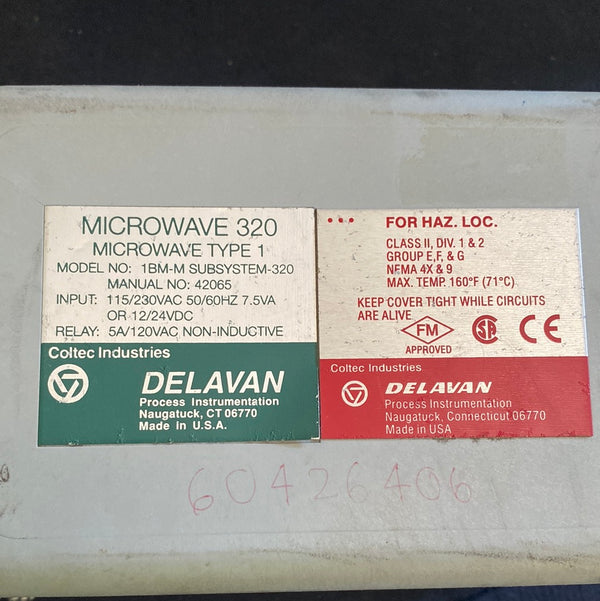 MICROWAVE 320
MICROWAVE TYPE 1
MODEL NO: 1BM-M SUBSYSTEM-320
MANUAL NO: 42065
INPUT: 115/230VAC 50/60HZ 7.5VA
OR 12/24VDC
RELAY: 5A/120VAC NON-INDUCTIVE
Coltec Industries
DELAVAN
Process Instrumentation
Naugatuck, CT 06770
Made in U.S.A.
FOR HAZ. LOC.
CLASS II, DIV. 1 & 2
GROUP E,F, & G
NEMA 4X & 9
MAX. TEMP. 160°F (71°C)
KEEP COVER TIGHT WHILE CIRCUITS
ARE ALIVE
FM
APPROVED
SA
CE
Coltec Industries
DELAVAN
Process Instrumentation
Naugatuck, Connecticut 06770
Made in USA
60426406